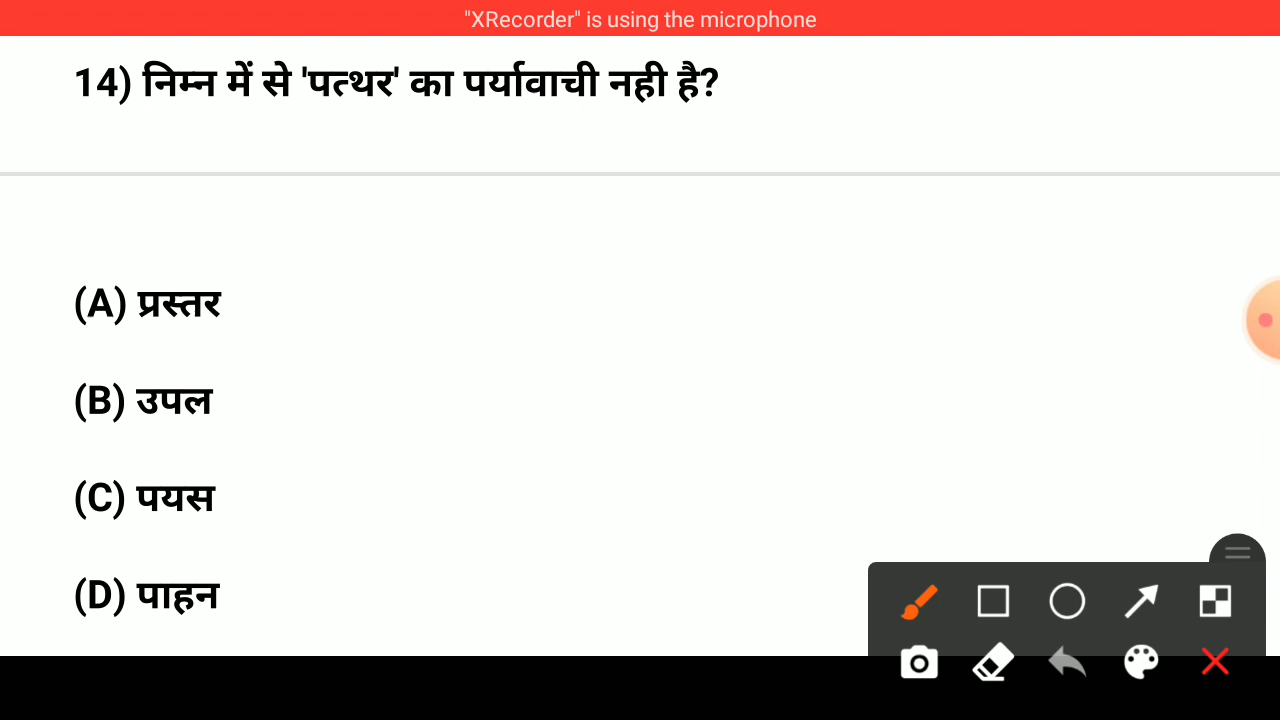 "XRecorder" is using the microphone
14) निम्न में से 'पत्थर' का पर्यावाची नही है?
(A) प्रस्तर
(B) उपल
(C) पयस
(D) पाहन